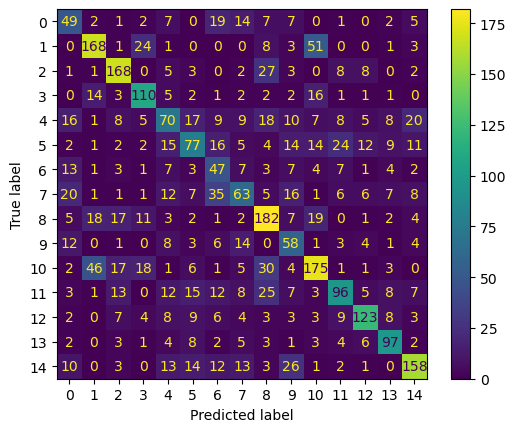 0 49 2 1 2 7 0 19 14 7 7 0 1 0 2 5
1 0 168 1 24 1 0 0 0 8 3 51 0 0 1 3
2 1 1 168 0 5 3 0 2 27 3 0 8 8 0 2
3 0 14 3 110 5 2 1 2 2 2 16 1 1 1 0
4 16 1 8 5 70 17 9 9 18 10 7 8 5 8 20
5 2 1 2 2 15 77 16 5 4 14 14 24 12 9 11
6 13 1 3 1 7 3 47 7 3 7 4 7 1 4 2
7 20 1 1 1 12 7 35 63 5 16 1 6 6 7 8
8 5 18 17 11 3 2 1 2 182 7 19 0 1 2 4
9 12 0 1 0 8 3 6 14 0 58 1 3 4 1 4
10 2 46 17 18 1 6 1 5 30 4 175 1 1 3 0
11 3 1 13 0 12 15 12 8 25 7 3 96 5 8 7
12 2 0 7 4 8 9 6 4 3 3 3 9 123 8 3
13 2 0 3 1 4 8 2 5 3 1 3 4 6 97 2
14 10 0 3 0 13 14 12 13 3 26 1 2 1 0 158
0 1 2 3 4 5 6 7 8 9 10 11 12 13 14
Predicted label
True label
175
150
125
100
75
50
25
0